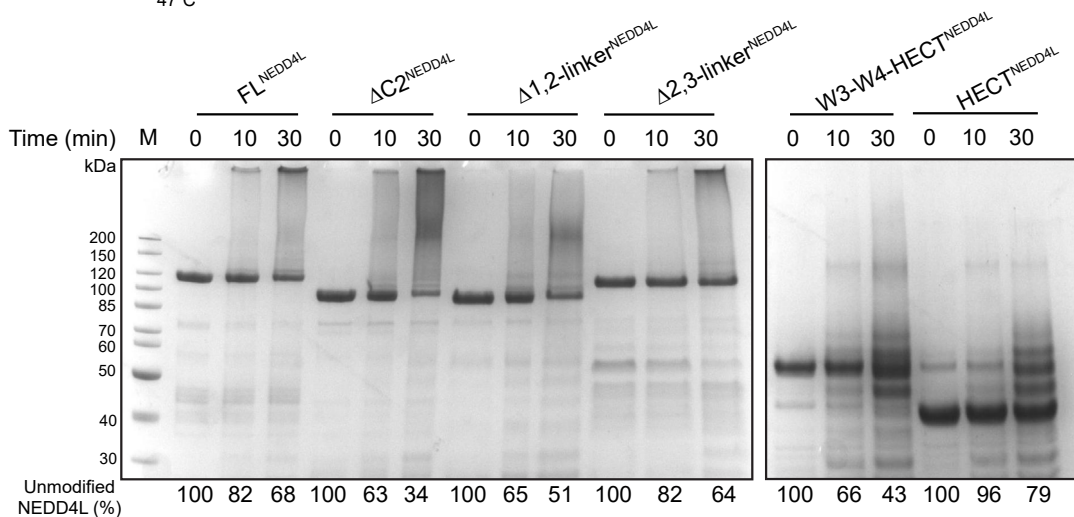 47 C
FL^NEDD4L ΔC2^NEDD4L Δ1,2-linker^NEDD4L Δ2,3-linker^NEDD4L W3-W4-HECT^NEDD4L HECT^NEDD4L
Time (min) M 0 10 30 0 10 30 0 10 30 0 10 30 0 10 30 0 10 30
kDa
200
150
120
100
85
70
60
50
40
30
Unmodified
NEDD4L (%) 100 82 68 100 63 34 100 65 51 100 82 64 100 66 43 100 96 79